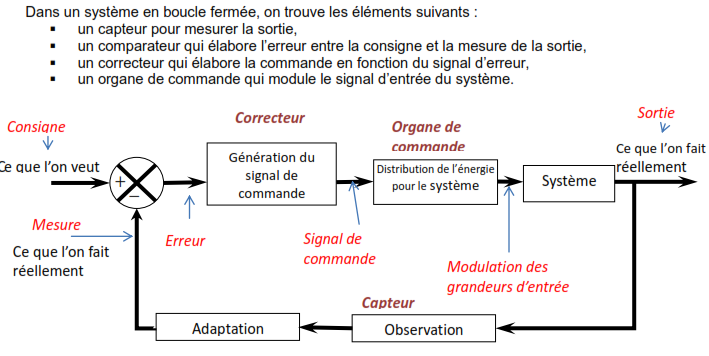 Dans un système en boucle fermée, on trouve les éléments suivants :
▪ un capteur pour mesurer la sortie,
▪ un comparateur qui élabore l'erreur entre la consigne et la mesure de la sortie,
▪ un correcteur qui élabore la commande en fonction du signal d'erreur,
▪ un organe de commande qui module le signal d'entrée du système.
Correcteur
Organe de
commande
Sortie
Consigne
Ce que l'on veut
+
−
Génération du
signal de
commande
Distribution de l'énergie
pour le système
Système
Ce que l'on fait
réellement
Mesure
Ce que l'on fait
réellement
Erreur
Signal de
commande
Modulation des
grandeurs d'entrée
Capteur
Adaptation
Observation